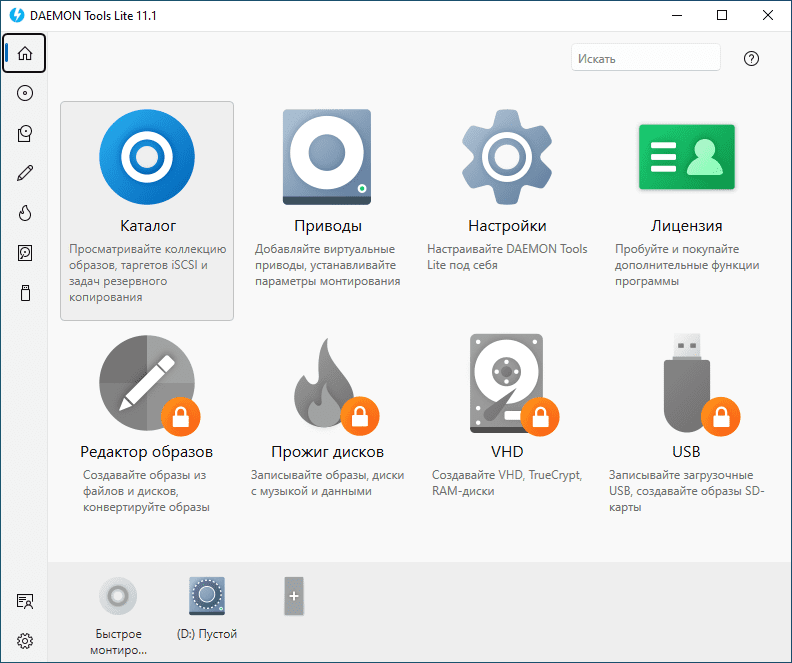 DAEMON Tools Lite 11.1
Искать
Каталог
Просматривайте коллекцию
образов, таргетов iSCSI и
задач резервного
копирования
Приводы
Добавляйте виртуальные
приводы, устанавливайте
параметры монтирования
Настройки
Настраивайте DAEMON Tools
Lite под себя
Лицензия
Пробуйте и покупайте
дополнительные функции
программы
Редактор образов
Создавайте образы из
файлов и дисков,
конвертируйте образы
Прожиг дисков
Записывайте образы, диски
с музыкой и данными
VHD
Создавайте VHD, TrueCrypt,
RAM-диски
USB
Записывайте загрузочные
USB, создавайте образы SD-
карты
Быстрое
монтиро...
(D:) Пустой